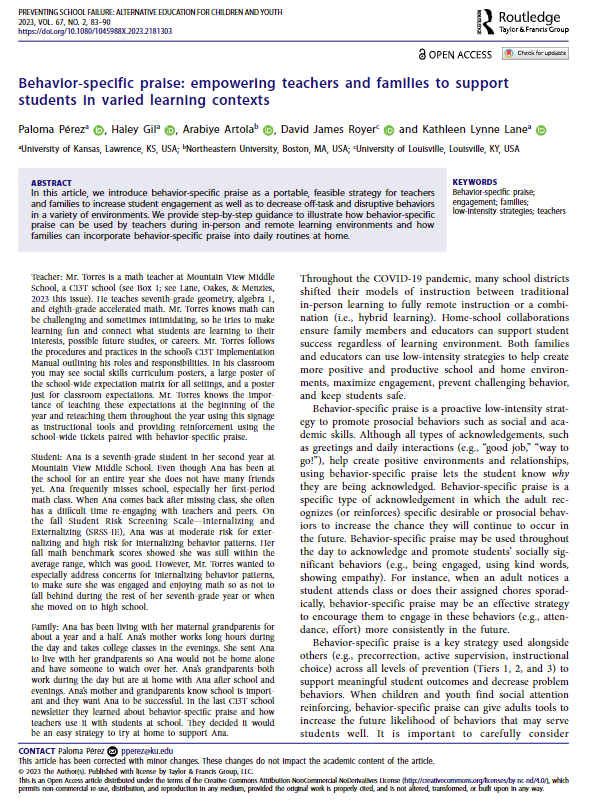 PREVENTING SCHOOL FAILURE: ALTERNATIVE EDUCATION FOR CHILDREN AND YOUTH
2023, VOL. 67, NO. 2, 83–90
https://doi.org/10.1080/1045988X.2023.2181303
Routledge
Taylor & Francis Group
OPEN ACCESS
Check for updates
Behavior-specific praise: empowering teachers and families to support
students in varied learning contexts
Paloma Péreza, Haley Gila, Arabiye Artolab, David James Royerc and Kathleen Lynne Lanea
aUniversity of Kansas, Lawrence, KS, USA; bNortheastern University, Boston, MA, USA; cUniversity of Louisville, Louisville, KY, USA
ABSTRACT
In this article, we introduce behavior-specific praise as a portable, feasible strategy for teachers
and families to increase student engagement as well as to decrease off-task and disruptive behaviors
in a variety of environments. We provide step-by-step guidance to illustrate how behavior-specific
praise can be used by teachers during in-person and remote learning environments and how
families can incorporate behavior-specific praise into daily routines at home.
KEYWORDS
Behavior-specific praise;
engagement; families;
low-intensity strategies; teachers
Teacher: Mr. Torres is a math teacher at Mountain View Middle
School, a Ci3T school (see Box 1; see Lane, Oakes, & Menzies,
2023 this issue). He teaches seventh-grade geometry, algebra 1,
and eighth-grade accelerated math. Mr. Torres knows math can
be challenging and sometimes intimidating, so he tries to make
learning fun and connect what students are learning to their
interests, possible future studies, or careers. Mr. Torres follows
the procedures and practices in the school's Ci3T Implementation
Manual outlining his roles and responsibilities. In his classroom
you may see social skills curriculum posters, a large poster of
the school-wide expectation matrix for all settings, and a poster
just for classroom expectations. Mr. Torres knows the impor-
tance of teaching these expectations at the beginning of the
year and reteaching them throughout the year using this signage
as instructional tools and providing reinforcement using the
school-wide tickets paired with behavior-specific praise.
Student: Ana is a seventh-grade student in her second year at
Mountain View Middle School. Even though Ana has been at
the school for an entire year she does not have many friends
yet. Ana frequently misses school, especially her first-period
math class. When Ana comes back after missing class, she often
has a difficult time re-engaging with teachers and peers. On
the fall Student Risk Screening Scale—Internalizing and
Externalizing (SRSS-IE), Ana was at moderate risk for exter-
nalizing and high risk for internalizing behavior patterns. Her
fall math benchmark scores showed she was still within the
average range, which was good. However, Mr. Torres wanted to
especially address concerns for internalizing behavior patterns,
to make sure she was engaged and enjoying math so as not to
fall behind during the rest of her seventh-grade year or when
she moved on to high school.
Family: Ana has been living with her maternal grandparents for
about a year and a half. Ana's mother works long hours during
the day and takes college classes in the evenings. She sent Ana
to live with her grandparents so Ana would not be home alone
and have someone to watch over her. Ana's grandparents both
work during the day but are at home with Ana after school and
evenings. Ana's mother and grandparents know school is import-
ant and they want Ana to be successful. In the last Ci3T school
newsletter they learned about behavior-specific praise and how
teachers use it with students at school. They decided it would
be an easy strategy to try at home to support Ana.
Throughout the COVID-19 pandemic, many school districts
shifted their models of instruction between traditional
in-person learning to fully remote instruction or a combi-
nation (i.e., hybrid learning). Home-school collaborations
ensure family members and educators can support student
success regardless of learning environment. Both families
and educators can use low-intensity strategies to help create
more positive and productive school and home environ-
ments, maximize engagement, prevent challenging behavior,
and keep students safe.
Behavior-specific praise is a proactive low-intensity strat-
egy to promote prosocial behaviors such as social and aca-
demic skills. Although all types of acknowledgements, such
as greetings and daily interactions (e.g., “good job,” “way to
go!”), help create positive environments and relationships,
using behavior-specific praise lets the student know why
they are being acknowledged. Behavior-specific praise is a
specific type of acknowledgement in which the adult rec-
ognizes (or reinforces) specific desirable or prosocial behav-
iors to increase the chance they will continue to occur in
the future. Behavior-specific praise may be used throughout
the day to acknowledge and promote students' socially sig-
nificant behaviors (e.g., being engaged, using kind words,
showing empathy). For instance, when an adult notices a
student attends class or does their assigned chores sporad-
ically, behavior-specific praise may be an effective strategy
to encourage them to engage in these behaviors (e.g., atten-
dance, effort) more consistently in the future.
Behavior-specific praise is a key strategy used alongside
others (e.g., precorrection, active supervision, instructional
choice) across all levels of prevention (Tiers 1, 2, and 3) to
support meaningful student outcomes and decrease problem
behaviors. When children and youth find social attention
reinforcing, behavior-specific praise can give adults tools to
increase the future likelihood of behaviors that may serve
students well. It is important to carefully consider
CONTACT Paloma Pérez pperez@ku.edu
This article has been corrected with minor changes. These changes do not impact the academic content of the article.
© 2023 The Author(s). Published with license by Taylor & Francis Group, LLC.
This is an Open Access article distributed under the terms of the Creative Commons Attribution-NonCommercial-NoDerivatives License (http://creativecommons.org/licenses/by-nc-nd/4.0/), which
permits non-commercial re-use, distribution, and reproduction in any medium, provided the original work is properly cited, and is not altered, transformed, or built upon in any way.